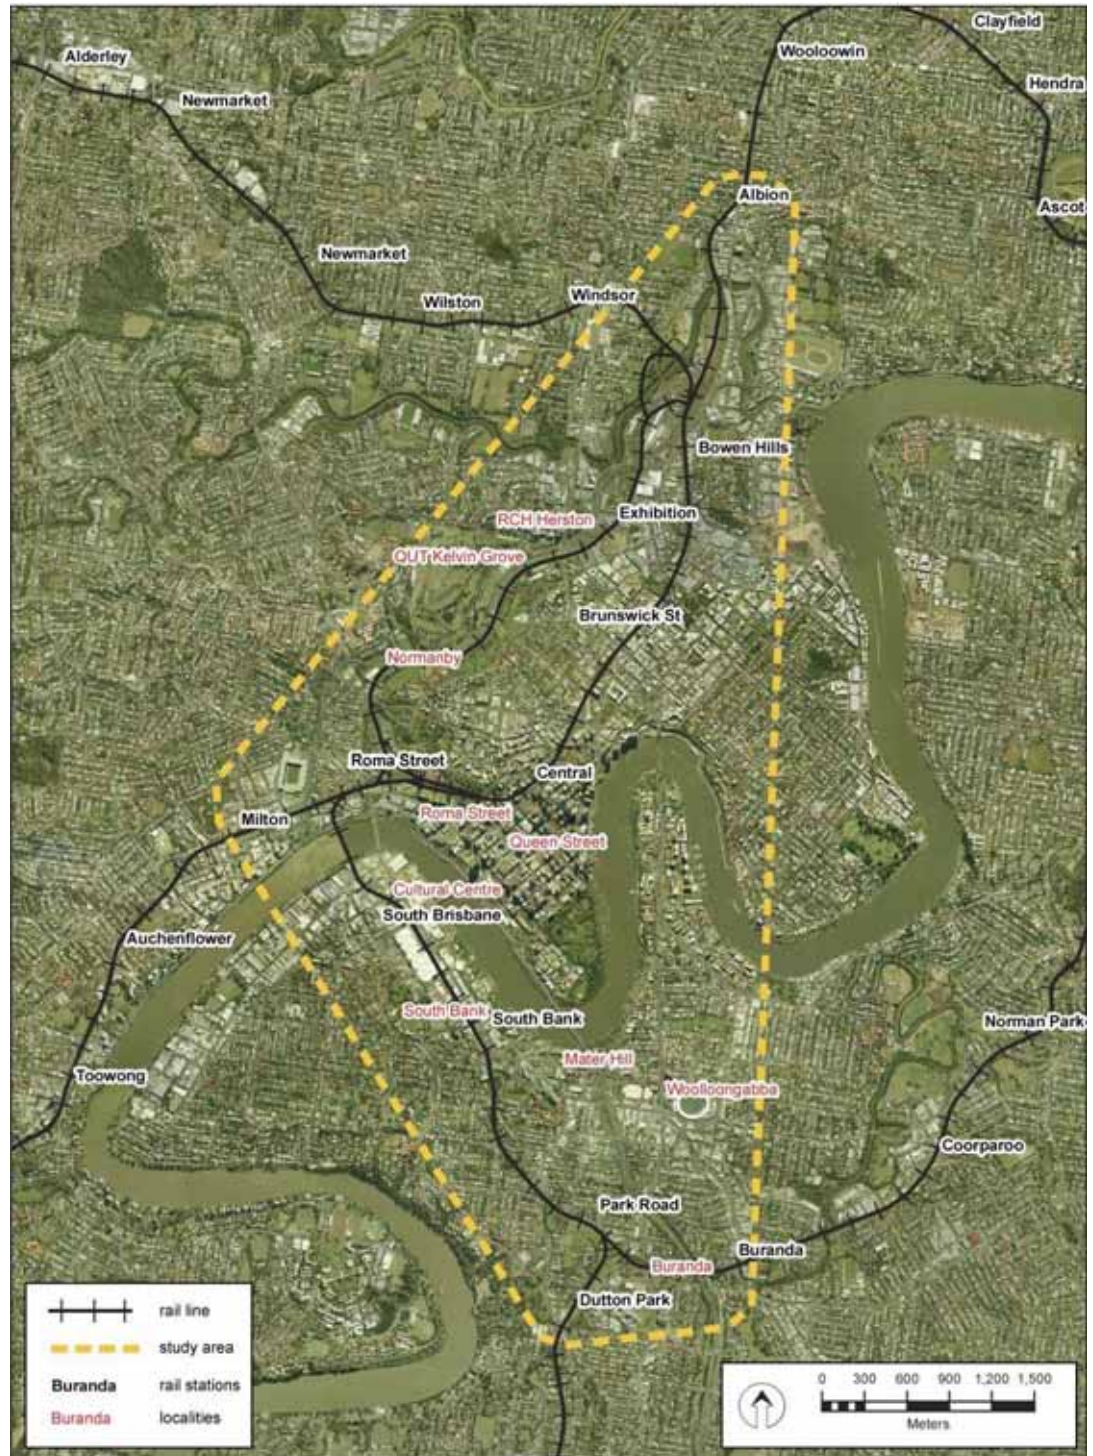 Clayfield
Wooloowin
Alderley
Hendra
Newmarket
Albion
Ascot
Newmarket
Windsor
Wilston
Bowen Hills
Exhibition
RCH Herston
QUT Kelvin Grove
Brunswick St
Normanby
Roma Street
Central
Roma Street
Milton
Queen Street
Cultural Centre
South Brisbane
Auchenflower
South Bank
South Bank
Norman Park
Mater Hill
Toowong
Woolloongabba
Coorparoo
Park Road
Buranda
Buranda
Dutton Park
rail line
study area
Buranda rail stations
Buranda localities
0 300 600 900 1,200 1,500
Meters